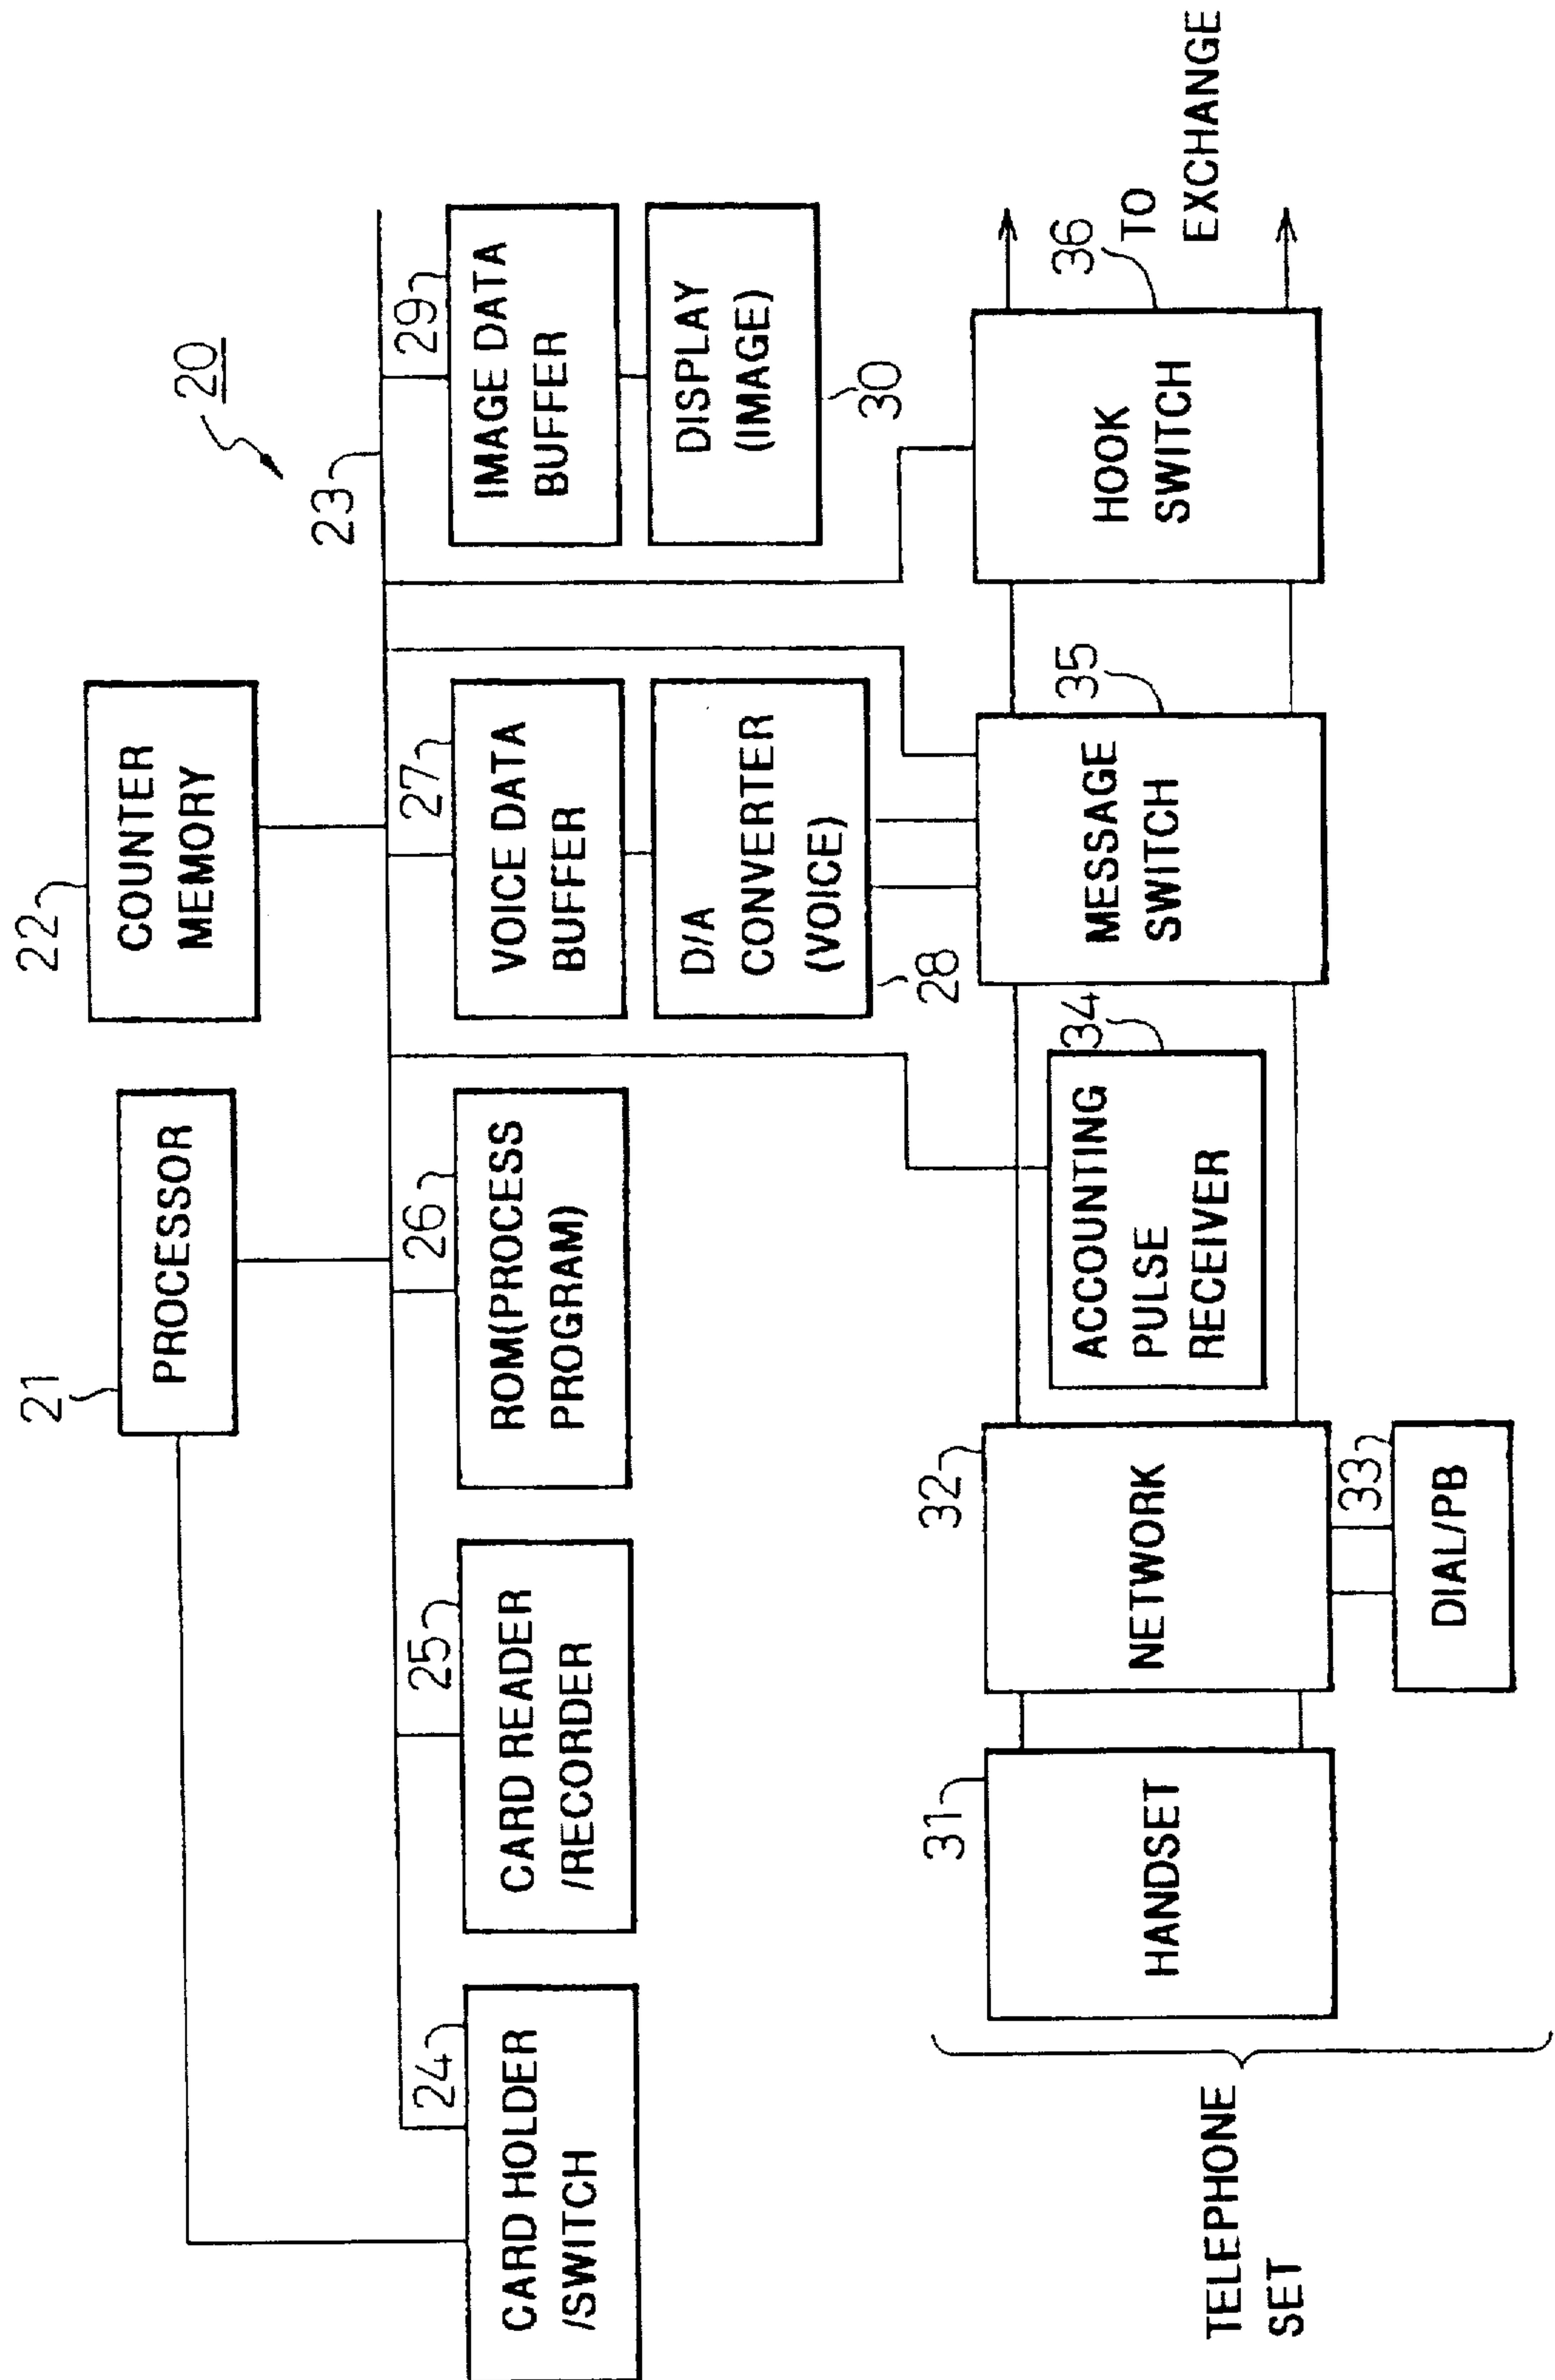 20
21
PROCESSOR
22
COUNTER
MEMORY
23
24
CARD HOLDER
/SWITCH
25
CARD READER
/RECORDER
26
ROM(PROCESS
PROGRAM)
27
VOICE DATA
BUFFER
D/A
CONVERTER
(VOICE)
28
29
IMAGE DATA
BUFFER
DISPLAY
(IMAGE)
30
TELEPHONE
SET
31
HANDSET
32
NETWORK
33
DIAL/PB
34
ACCOUNTING
PULSE
RECEIVER
35
MESSAGE
SWITCH
36
HOOK
SWITCH
TO
EXCHANGE